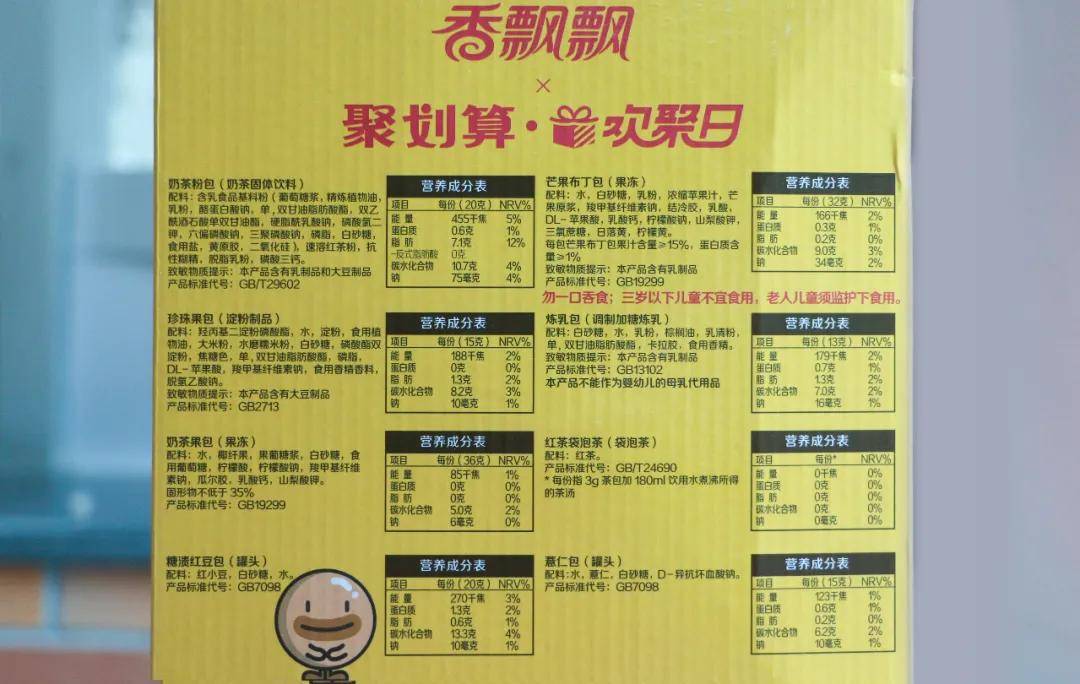 香飘飘
×
聚划算·欢聚日
奶茶粉包（奶茶固体饮料）
配料：含乳食品基料粉（葡萄糖浆，精炼植物油，
乳粉，酪蛋白酸钠，单，双甘油脂肪酸酯，双乙
酰酒石酸单双甘油酯，硬脂酰乳酸钠，磷酸氢二
钾，六偏磷酸钠，三聚磷酸钠，磷脂，白砂糖，
食用盐，黄原胶，二氧化硅），速溶红茶粉，抗
性糊精，脱脂乳粉，磷酸三钙。
致敏物质提示：本产品含有乳制品和大豆制品
产品标准代号：GB/T29602
营养成分表
项目 每份（20克） NRV%
能 量 455千焦 5%
蛋白质 0.6克 1%
脂 肪 7.1克 12%
-反式脂肪酸 0克
碳水化合物 10.7克 4%
钠 75毫克 4%
芒果布丁包（果冻）
配料：水，白砂糖，乳粉，浓缩苹果汁，芒
果原浆，羧甲基纤维素钠，结冷胶，乳酸，
DL-苹果酸，乳酸钙，柠檬酸钠，山梨酸钾，
三氯蔗糖，日落黄，柠檬黄。
每包芒果布丁包果汁含量≥15%，蛋白质含
量≥1%
致敏物质提示：本产品含有乳制品
产品标准代号：GB19299
勿一口吞食；三岁以下儿童不宜食用，老人儿童须监护下食用。
营养成分表
项目 每份（32克） NRV%
能 量 166千焦 2%
蛋白质 0.3克 1%
脂 肪 0.2克 0%
碳水化合物 9.0克 3%
钠 34毫克 2%
珍珠果包（淀粉制品）
配料：羟丙基二淀粉磷酸酯，水，淀粉，食用植
物油，大米粉，水磨糯米粉，白砂糖，磷酸酯双
淀粉，焦糖色，单，双甘油脂肪酸酯，磷脂，
DL-苹果酸，羧甲基纤维素钠，食用香精香料，
脱氢乙酸钠。
致敏物质提示：本产品含有大豆制品
产品标准代号：GB2713
营养成分表
项目 每份（15克） NRV%
能 量 188千焦 2%
蛋白质 0克 0%
脂 肪 1.3克 2%
碳水化合物 8.2克 3%
钠 10毫克 1%
炼乳包（调制加糖炼乳）
配料：白砂糖，水，乳粉，棕榈油，乳清粉，
单，双甘油脂肪酸酯，卡拉胶，食用香精。
致敏物质提示：本产品含有乳制品
产品标准代号：GB13102
本产品不能作为婴幼儿的母乳代用品
营养成分表
项目 每份（13克） NRV%
能 量 179千焦 2%
蛋白质 0.7克 1%
脂 肪 1.3克 2%
碳水化合物 7.0克 2%
钠 16毫克 1%
奶茶果包（果冻）
配料：水，椰纤果，果葡糖浆，白砂糖，食
用葡萄糖，柠檬酸，柠檬酸钠，羧甲基纤维
素钠，瓜尔胶，乳酸钙，山梨酸钾。
固形物不低于35%
产品标准代号：GB19299
营养成分表
项目 每份（36克） NRV%
能 量 85千焦 1%
蛋白质 0克 0%
脂 肪 0克 0%
碳水化合物 5.0克 2%
钠 6毫克 0%
红茶袋泡茶（袋泡茶）
配料：红茶。
产品标准代号：GB/T24690
* 每份指3g茶包加180ml饮用水煮沸所得
的茶汤
营养成分表
项目 每份* NRV%
能 量 0千焦 0%
蛋白质 0克 0%
脂 肪 0克 0%
碳水化合物 0克 0%
钠 0毫克 0%
糖渍红豆包（罐头）
配料：红小豆，白砂糖，水。
产品标准代号：GB7098
营养成分表
项目 每份（20克） NRV%
能 量 270千焦 3%
蛋白质 1.3克 2%
脂 肪 0.6克 1%
碳水化合物 13.3克 4%
钠 10毫克 1%
薏仁包（罐头）
配料：水，薏仁，白砂糖，D-异抗坏血酸钠。
产品标准代号：GB7098
营养成分表
项目 每份（15克） NRV%
能 量 123千焦 1%
蛋白质 0.6克 1%
脂 肪 0.2克 0%
碳水化合物 6.2克 2%
钠 10毫克 1%